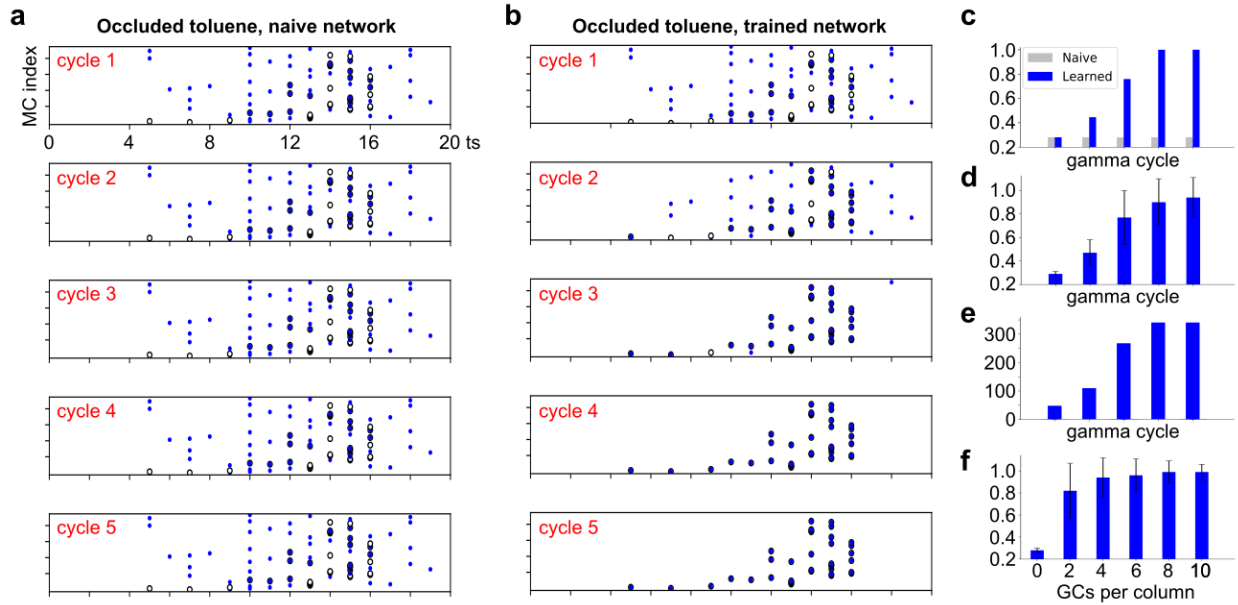 a
Occluded toluene, naive network
MC index
cycle 1
0 4 8 12 16 20 ts
cycle 2
cycle 3
cycle 4
cycle 5
b
Occluded toluene, trained network
cycle 1
cycle 2
cycle 3
cycle 4
cycle 5
c
1.0
0.8
0.6
0.4
0.2
Naive
Learned
gamma cycle
d
1.0
0.8
0.6
0.4
0.2
gamma cycle
e
300
200
100
0
gamma cycle
f
1.0
0.8
0.6
0.4
0.2
0 2 4 6 8 10
GCs per column